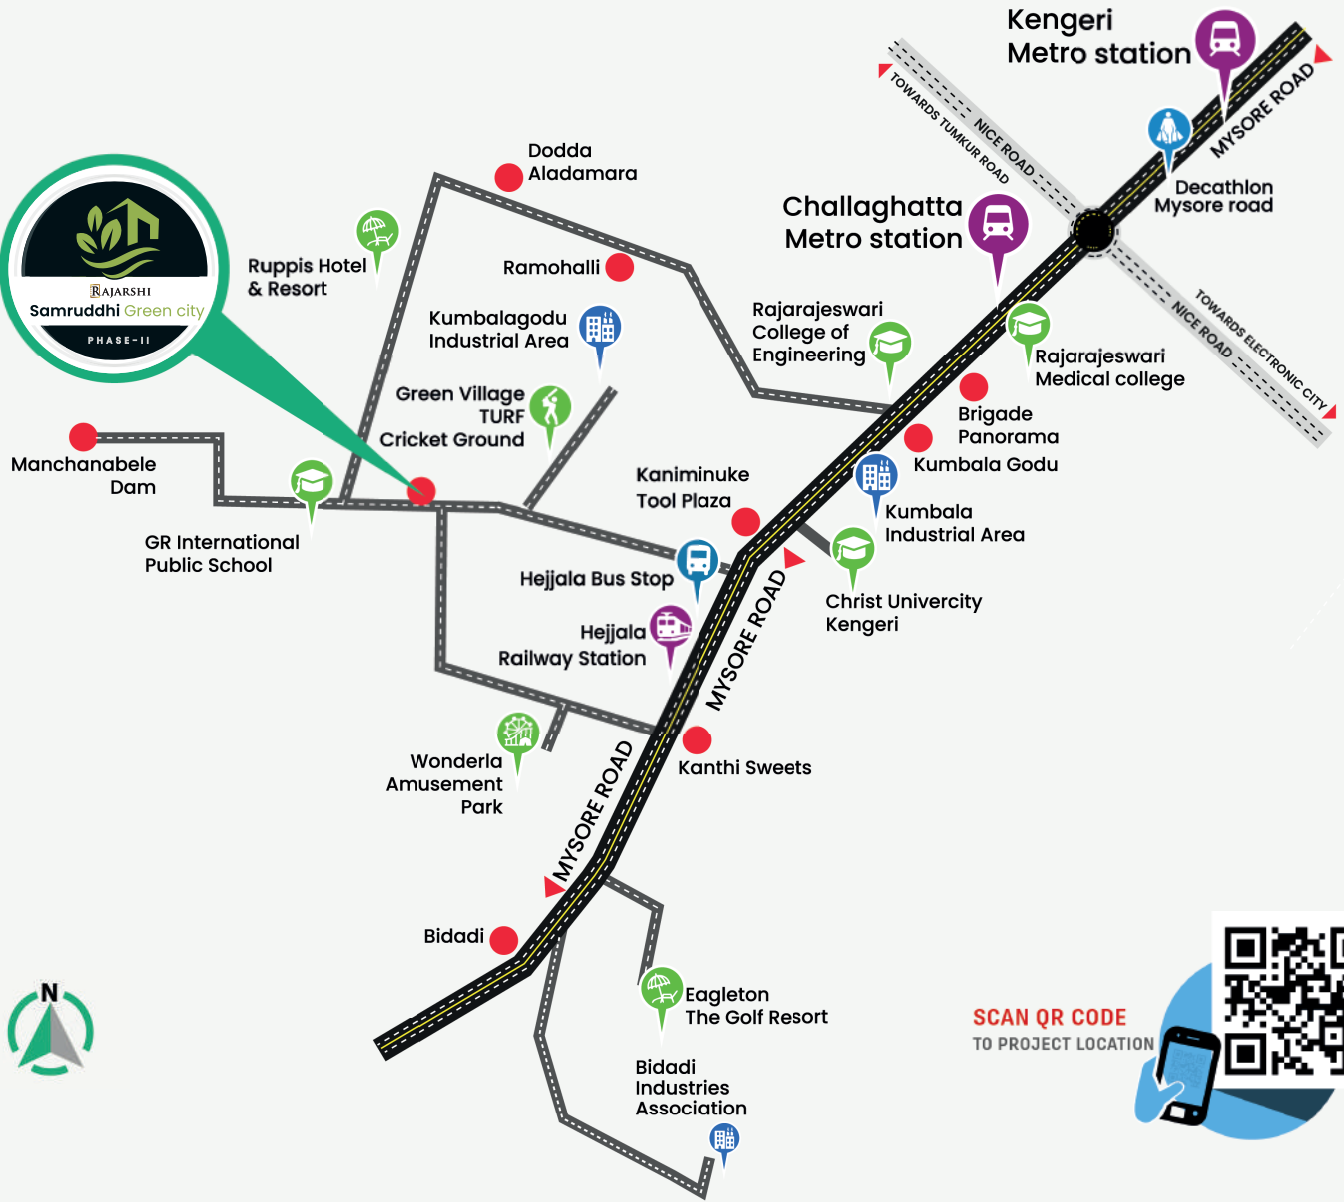 Kengeri
Metro station
MYSORE ROAD
NICE ROAD
TOWARDS TUMKUR ROAD
Decathlon
Mysore road
Challaghatta
Metro station
Dodda
Aladamara
Ruppis Hotel
& Resort
Ramohalli
RAJARSHI
Samruddhi Green city
PHASE-II
Kumbalagodu
Industrial Area
Rajarajeswari
College of
Engineering
TOWARDS ELECTRONIC CITY
NICE ROAD
Rajarajeswari
Medical college
Green Village
TURF
Cricket Ground
Brigade
Panorama
Kumbala Godu
Manchanabele
Dam
Kaniminuke
Tool Plaza
Kumbala
Industrial Area
GR International
Public School
Hejjala Bus Stop
Christ Univercity
Kengeri
Hejjala
Railway Station
MYSORE ROAD
Kanthi Sweets
Wonderla
Amusement
Park
MYSORE ROAD
Bidadi
N
Eagleton
The Golf Resort
SCAN QR CODE
TO PROJECT LOCATION
Bidadi
Industries
Association